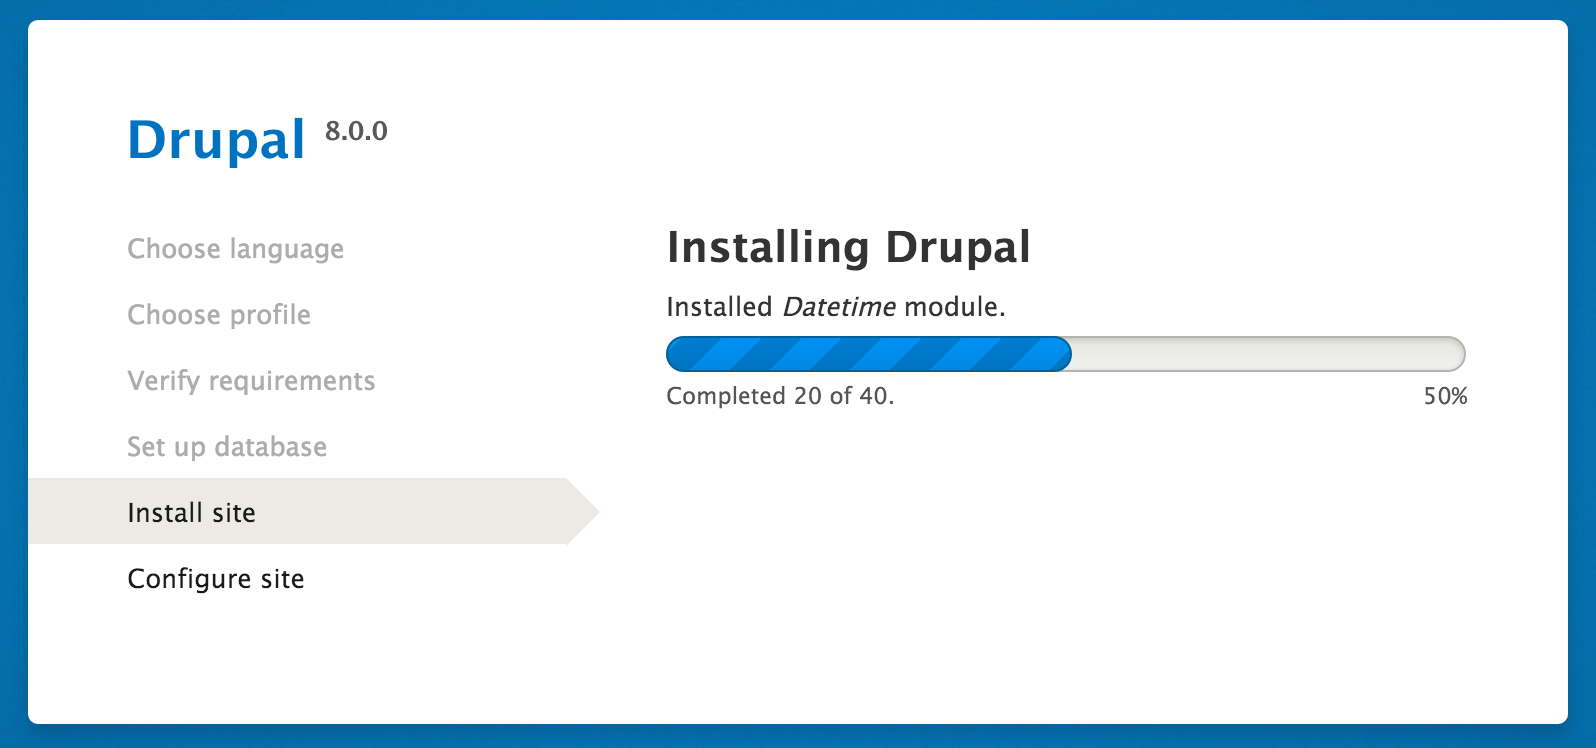 Drupal 8.0.0
Choose language
Choose profile
Verify requirements
Set up database
Install site
Configure site
Installing Drupal
Installed Datetime module.
Completed 20 of 40. 50%